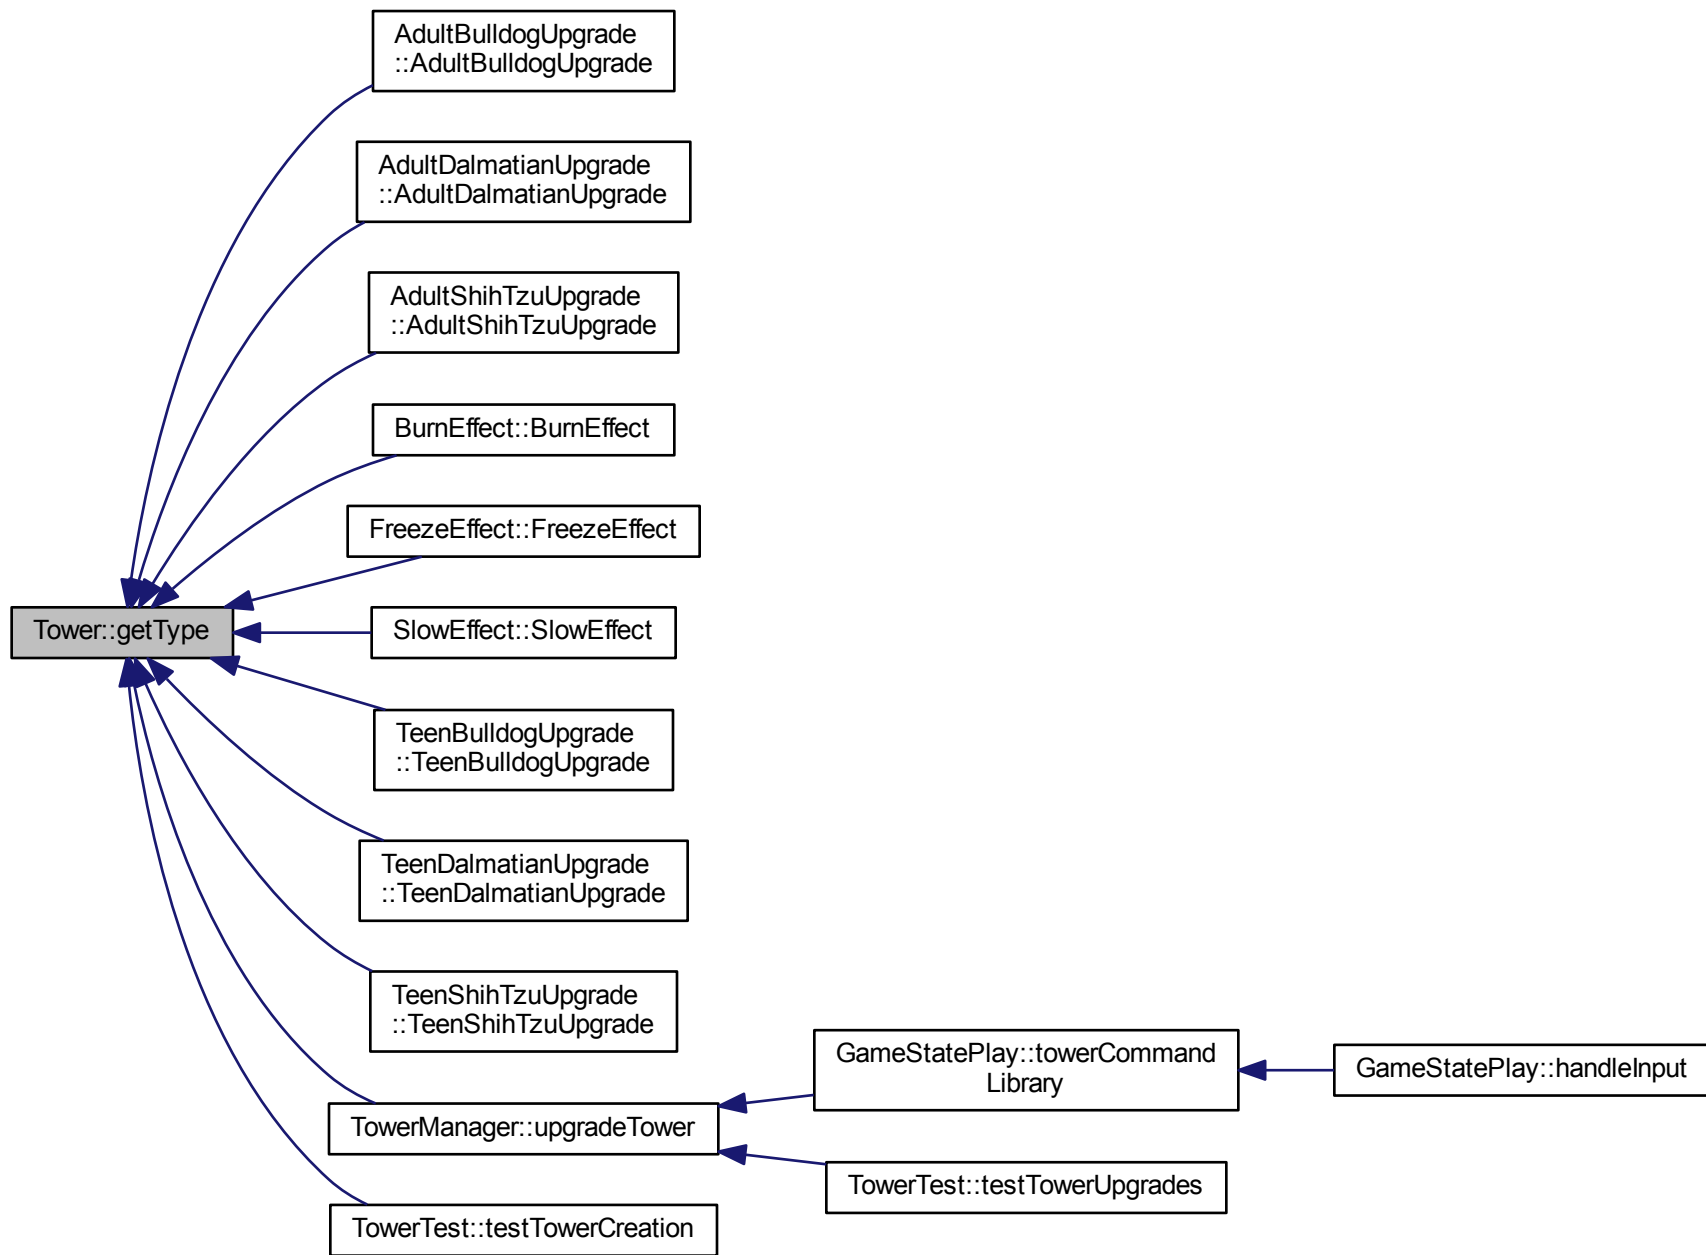 AdultBulldogUpgrade
::AdultBulldogUpgrade
AdultDalmatianUpgrade
::AdultDalmatianUpgrade
AdultShihTzuUpgrade
::AdultShihTzuUpgrade
BurnEffect::BurnEffect
FreezeEffect::FreezeEffect
Tower::getType
SlowEffect::SlowEffect
TeenBulldogUpgrade
::TeenBulldogUpgrade
TeenDalmatianUpgrade
::TeenDalmatianUpgrade
TeenShihTzuUpgrade
::TeenShihTzuUpgrade
GameStatePlay::towerCommand
Library
GameStatePlay::handleInput
TowerManager::upgradeTower
TowerTest::testTowerUpgrades
TowerTest::testTowerCreation